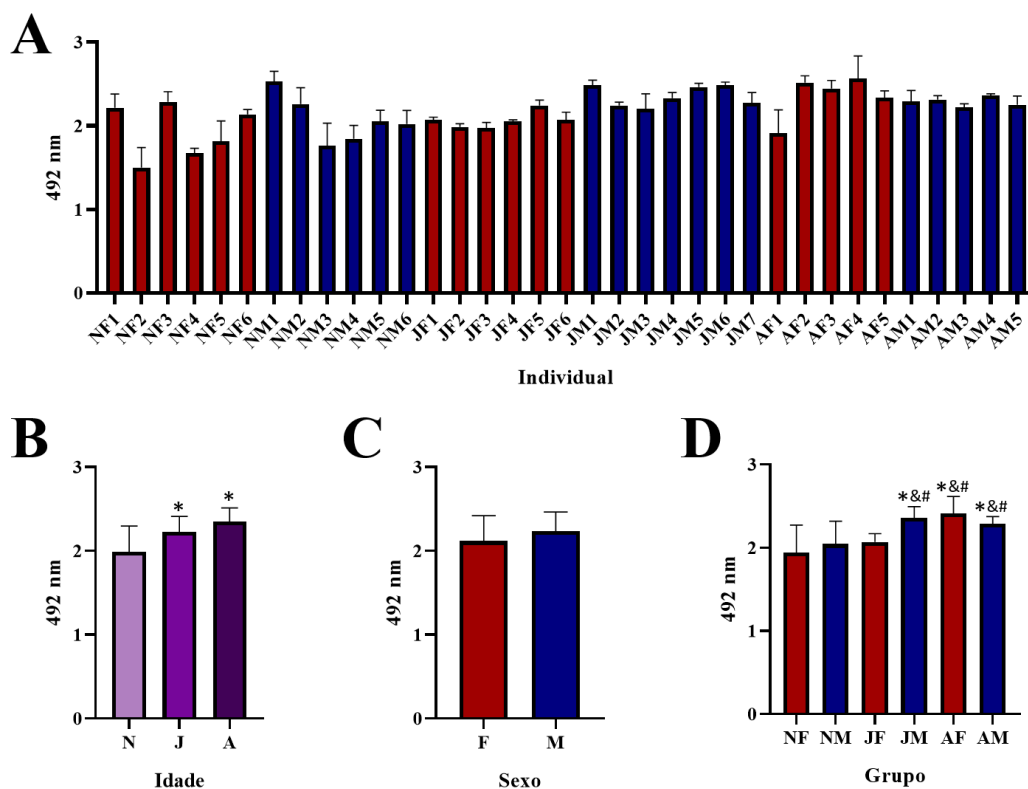 A
3
2
1
0
492 nm
NF1 NF2 NF3 NF4 NF5 NF6 NM1 NM2 NM3 NM4 NM5 NM6 JF1 JF2 JF3 JF4 JF5 JF6 JM1 JM2 JM3 JM4 JM5 JM6 JM7 AF1 AF2 AF3 AF4 AF5 AM1 AM2 AM3 AM4 AM5
Individual
B
3
2
1
0
492 nm
* *
N J A
Idade
C
3
2
1
0
492 nm
F M
Sexo
D
3
2
1
0
492 nm
*&# *&# *&#
NF NM JF JM AF AM
Grupo